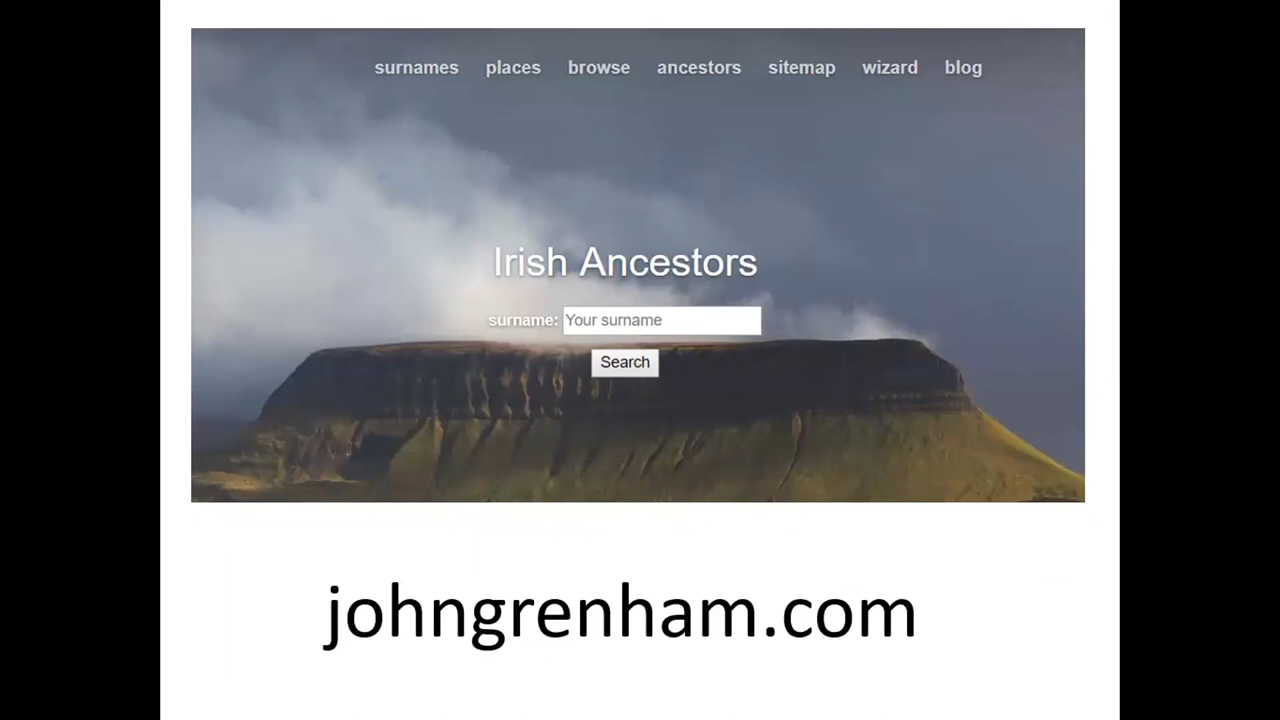 surnames places browse ancestors sitemap wizard blog
Irish Ancestors
surname: Your surname
Search
johngrenham.com